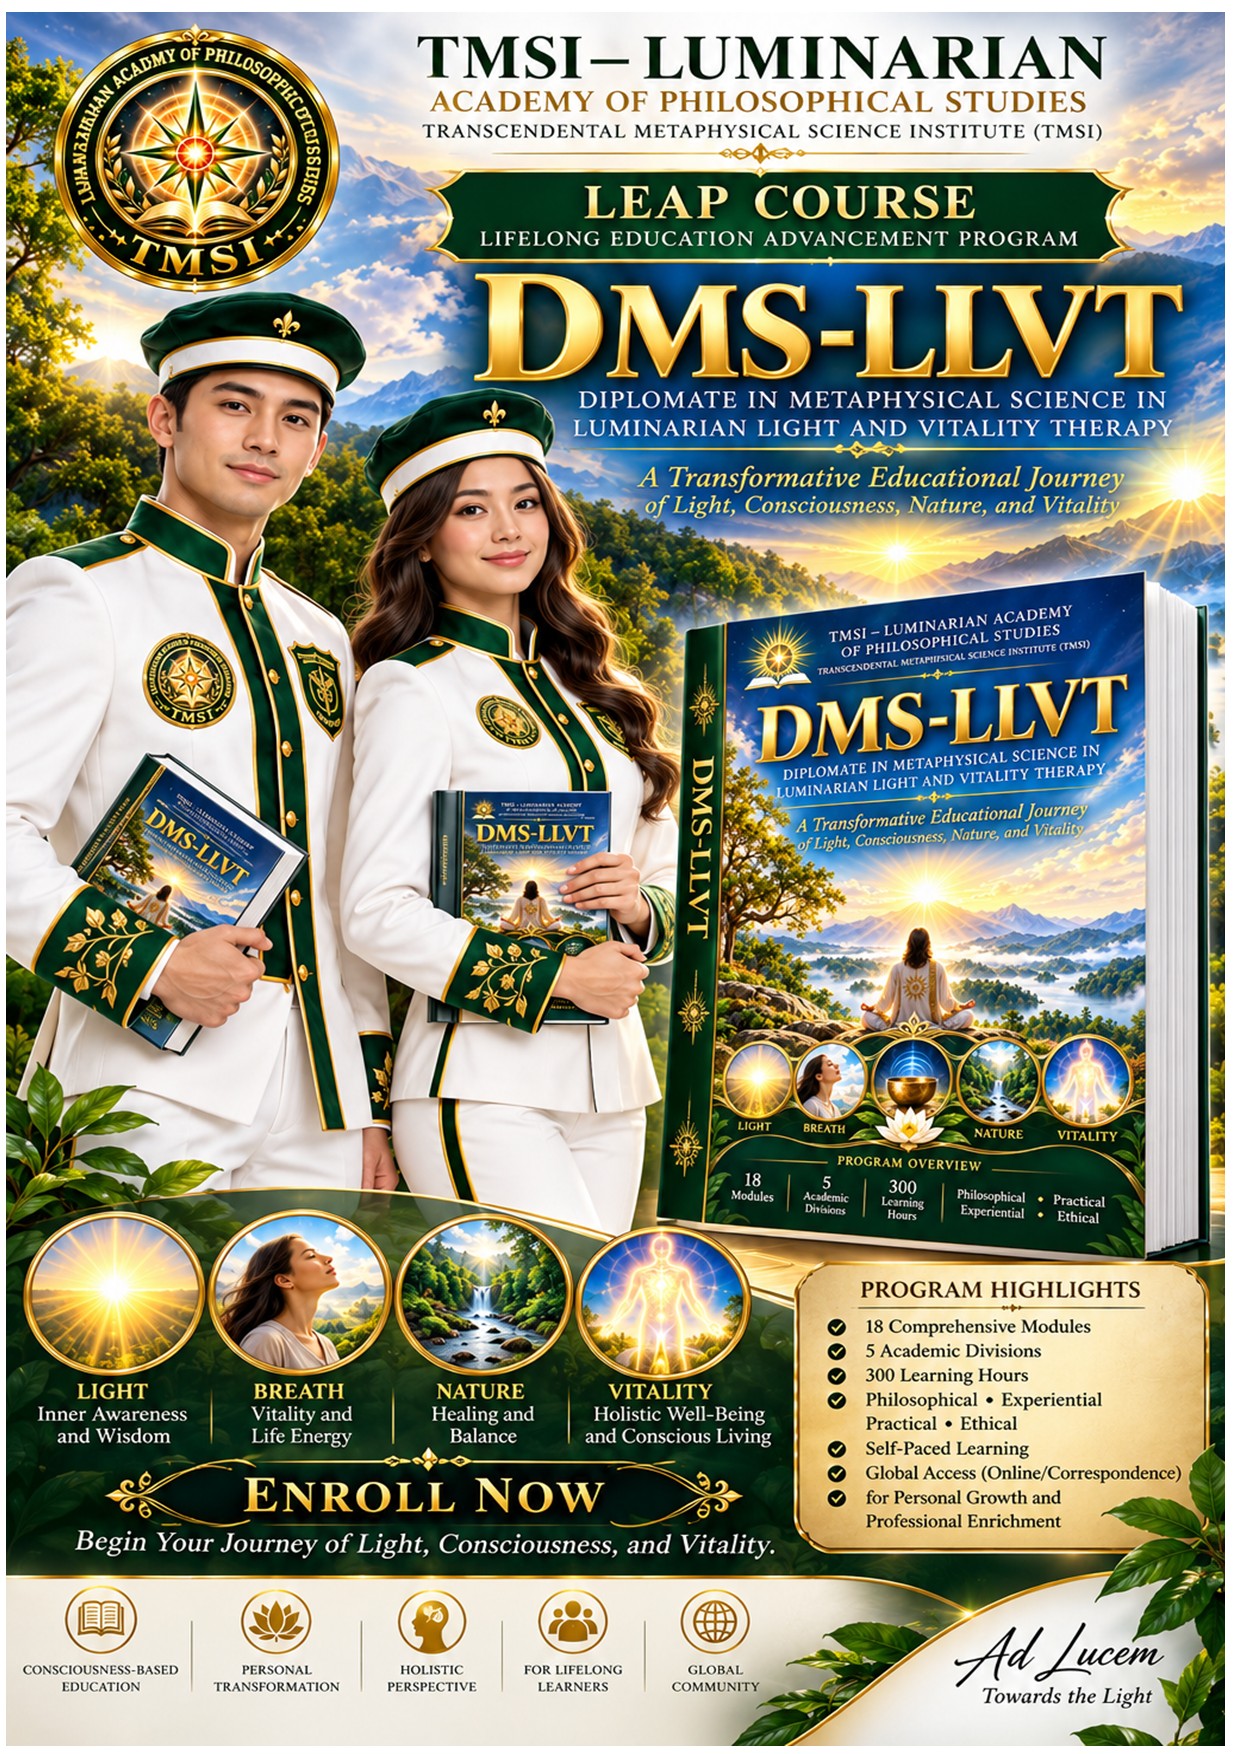 TMSI
TMSI – LUMINARIAN
ACADEMY OF PHILOSOPHICAL STUDIES
TRANSCENDENTAL METAPHYSICAL SCIENCE INSTITUTE (TMSI)
LEAP COURSE
LIFELONG EDUCATION ADVANCEMENT PROGRAM
DMS-LLVT
DIPLOMATE IN METAPHYSICAL SCIENCE IN
LUMINARIAN LIGHT AND VITALITY THERAPY
A Transformative Educational Journey
of Light, Consciousness, Nature, and Vitality
TMSI
DMS-LLVT
DMS-LLVT
DMS-LLVT
TMSI – LUMINARIAN ACADEMY
OF PHILOSOPHICAL STUDIES
TRANSCENDENTAL METAPHYSICAL SCIENCE INSTITUTE (TMSI)
DMS-LLVT
DIPLOMATE IN METAPHYSICAL SCIENCE IN
LUMINARIAN LIGHT AND VITALITY THERAPY
A Transformative Educational Journey
of Light, Consciousness, Nature, and Vitality
LIGHT
BREATH
NATURE
VITALITY
PROGRAM OVERVIEW
18
Modules
5
Academic
Divisions
300
Learning
Hours
Philosophical • Practical
Experiential • Ethical
LIGHT
Inner Awareness
and Wisdom
BREATH
Vitality and
Life Energy
NATURE
Healing and
Balance
VITALITY
Holistic Well-Being
and Conscious Living
PROGRAM HIGHLIGHTS
18 Comprehensive Modules
5 Academic Divisions
300 Learning Hours
Philosophical • Experiential
Practical • Ethical
Self-Paced Learning
Global Access (Online/Correspondence)
for Personal Growth and
Professional Enrichment
ENROLL NOW
Begin Your Journey of Light, Consciousness, and Vitality.
CONSCIOUSNESS-BASED
EDUCATION
PERSONAL
TRANSFORMATION
HOLISTIC
PERSPECTIVE
FOR LIFELONG
LEARNERS
GLOBAL
COMMUNITY
Ad Lucem
Towards the Light